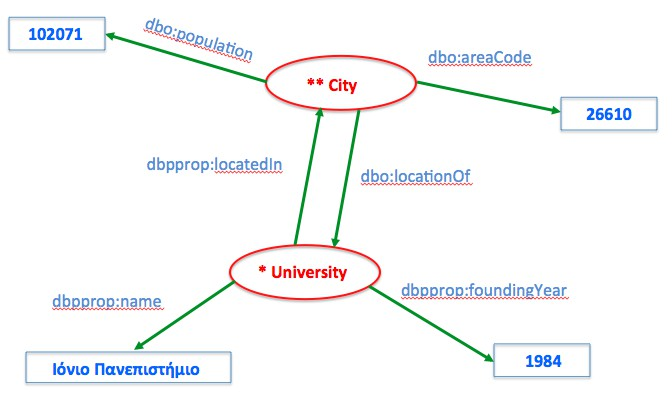 102071
dbo:population
dbo:areaCode
** City
26610
dbpprop:locatedIn
dbo:locationOf
* University
dbpprop:name
dbpprop:foundingYear
Ιόνιο Πανεπιστήμιο
1984